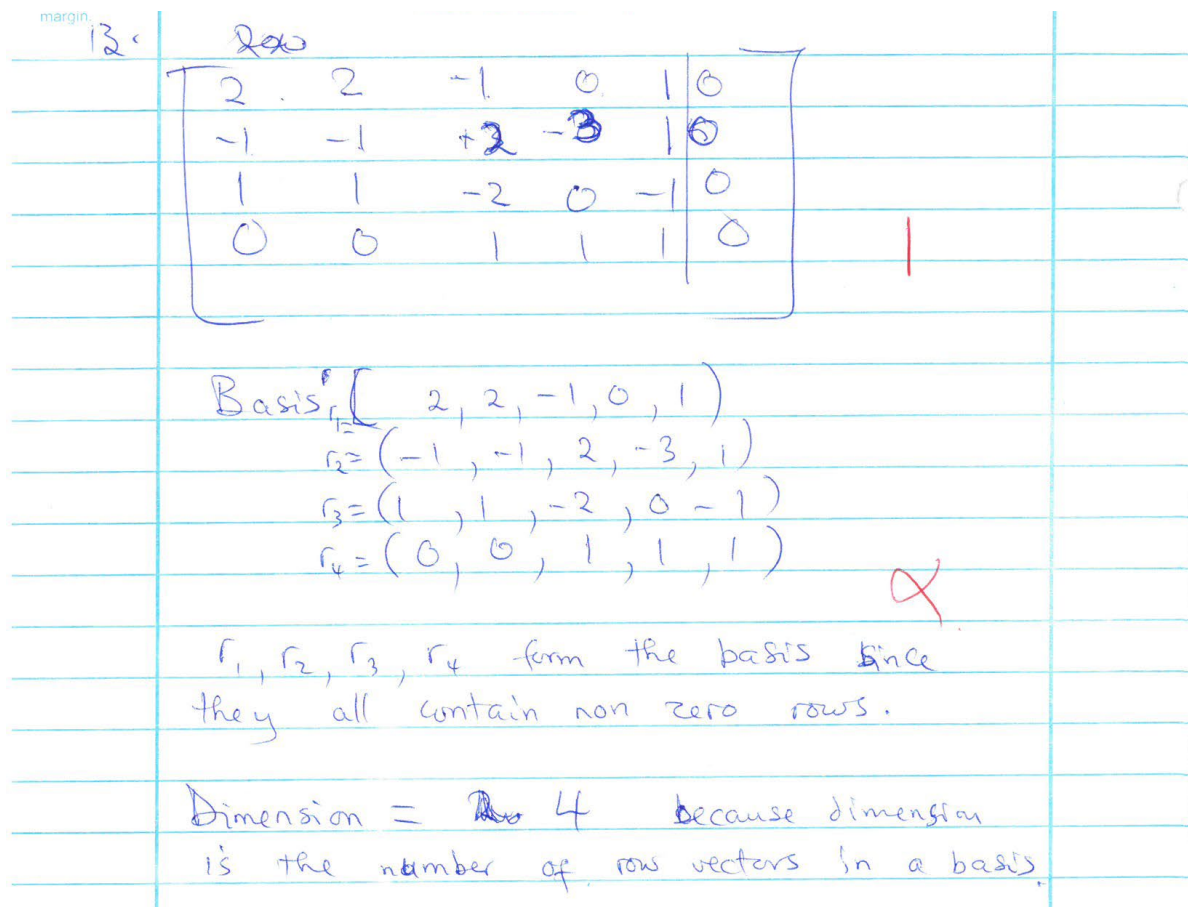 margin.
12.
2 2 -1 0 1 0
-1 -1 +2 -3 1 0
1 1 -2 0 -1 0
0 0 1 1 1 0
1
Basis: r1= [ 2, 2, -1, 0, 1 )
r2= (-1, -1, 2, -3, 1)
r3= (1, 1, -2, 0 -1)
r4= (0, 0, 1, 1, 1)
r1, r2, r3, r4 form the basis since
they all contain non zero rows.
Dimension = 4 because dimension
is the number of row vectors in a basis.